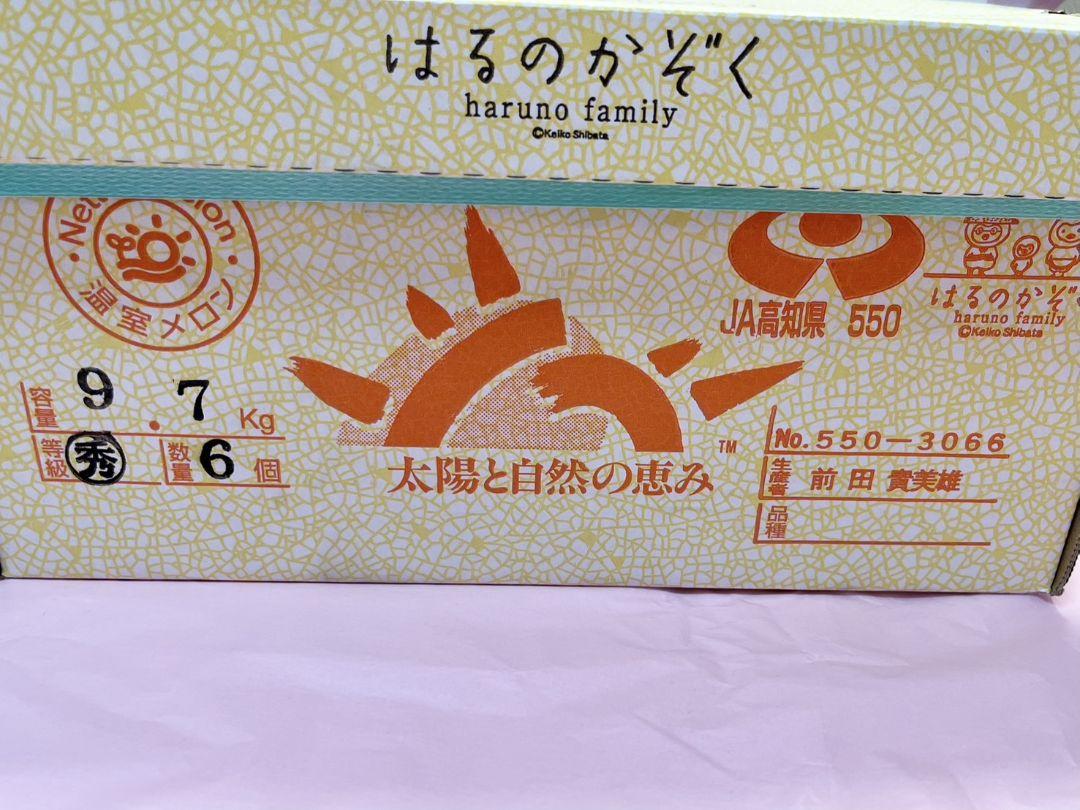 はるのかぞく
haruno family
©Keiko Shibata
温室メロン
JA高知県 550
はるのかぞ
haruno family
©Keiko Shibata
容量 9.7 Kg
等級 秀 数量 6 個
太陽と自然の恵み
TM
No.550-3066
生産者 前田 貴美雄
品種